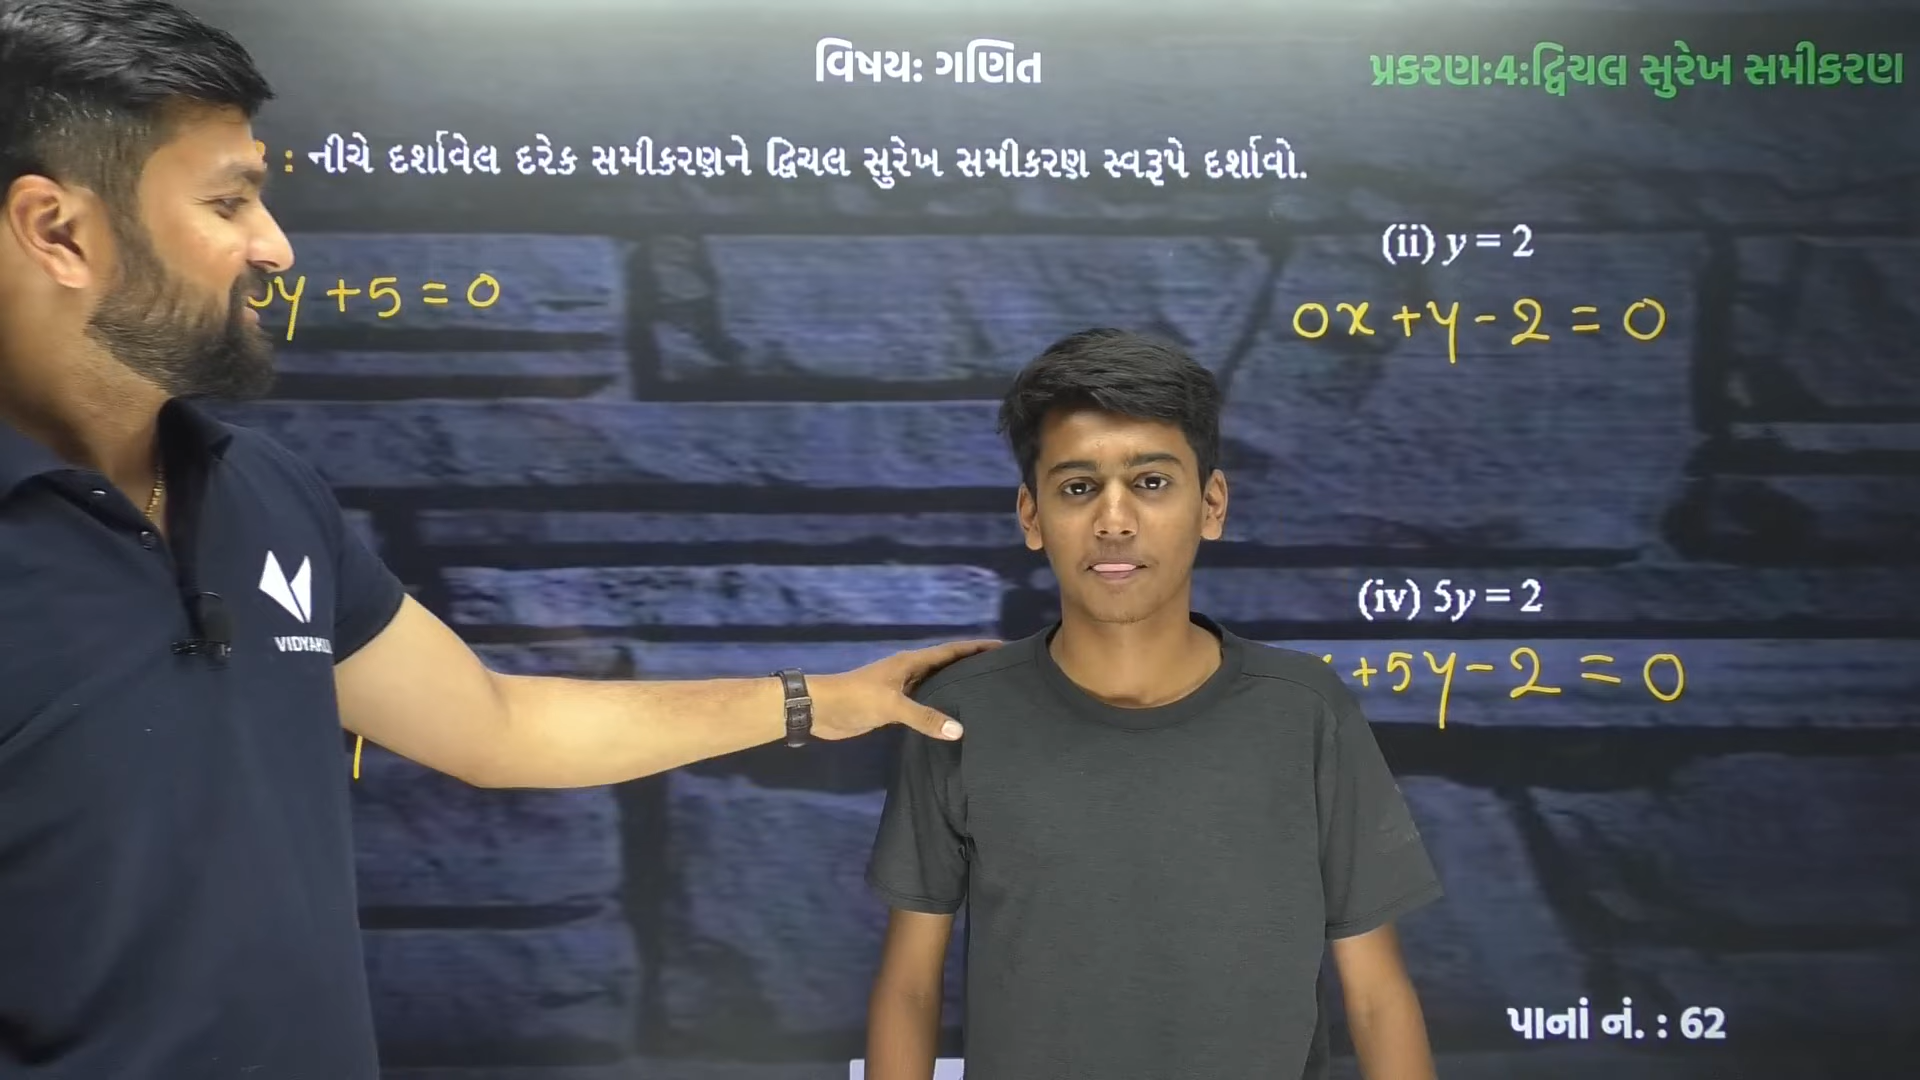 વિષય: ગણિત
પ્રકરણ:4:દ્વિચલ સુરેખ સમીકરણ
: નીચે દર્શાવેલ દરેક સમીકરણને દ્વિચલ સુરેખ સમીકરણ સ્વરૂપે દર્શાવો.
(ii) y = 2
y + 5 = 0
0x + y - 2 = 0
(iv) 5y = 2
VIDYAKU
+ 5y - 2 = 0
પાનાં નં. : 62